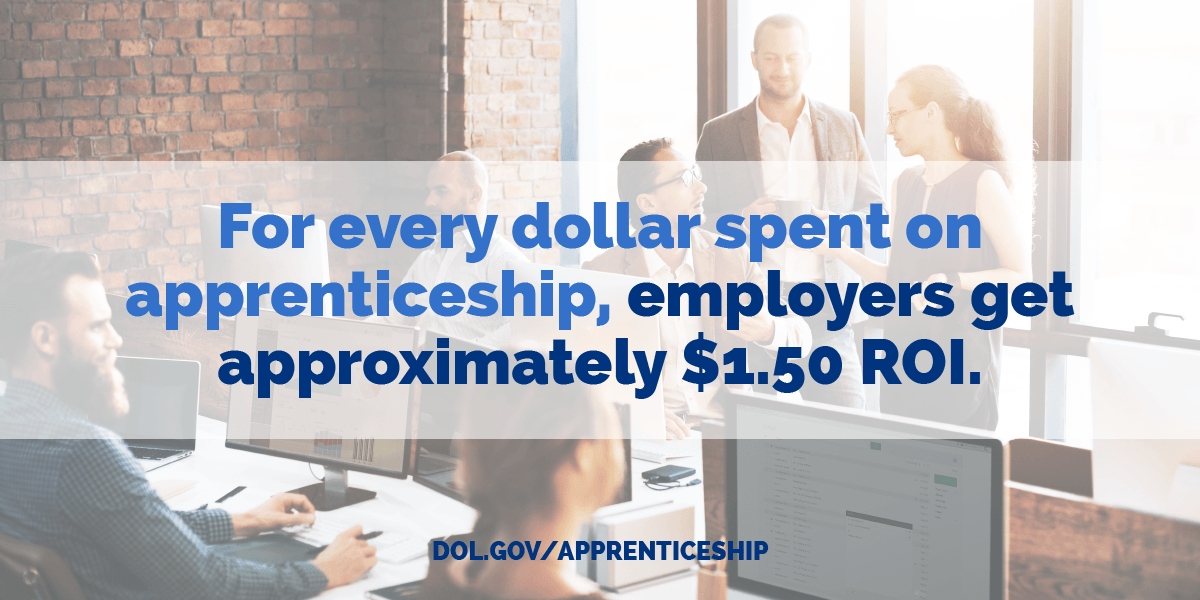 For every dollar spent on
apprenticeship, employers get
approximately $1.50 ROI.
DOL.GOV/APPRENTICESHIP